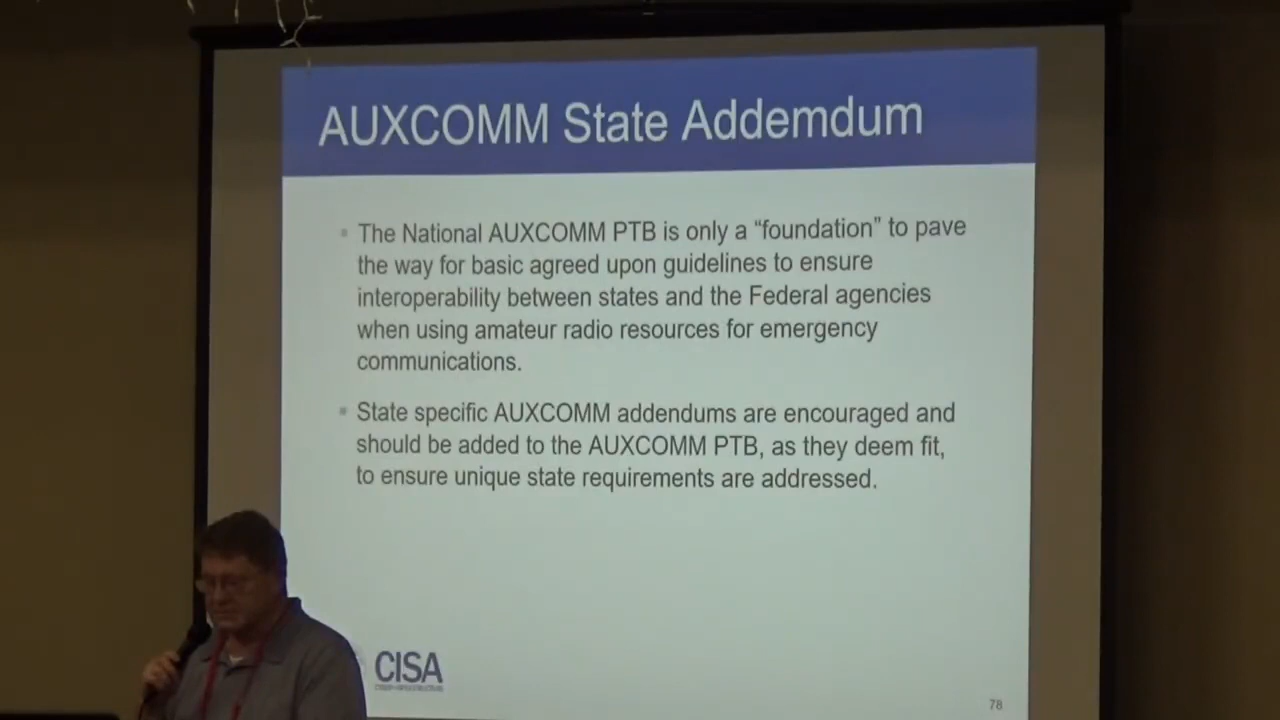 AUXCOMM State Addemdum
The National AUXCOMM PTB is only a “foundation” to pave
the way for basic agreed upon guidelines to ensure
interoperability between states and the Federal agencies
when using amateur radio resources for emergency
communications.
State specific AUXCOMM addendums are encouraged and
should be added to the AUXCOMM PTB, as they deem fit,
to ensure unique state requirements are addressed.
CISA
78